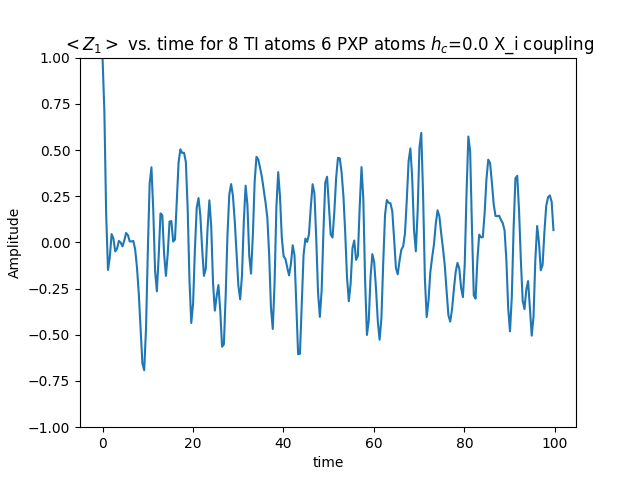 < Z₁ > vs. time for 8 TI atoms 6 PXP atoms h_c=0.0 X_i coupling
1.00
0.75
0.50
0.25
0.00
−0.25
−0.50
−0.75
−1.00
Amplitude
0 20 40 60 80 100
time